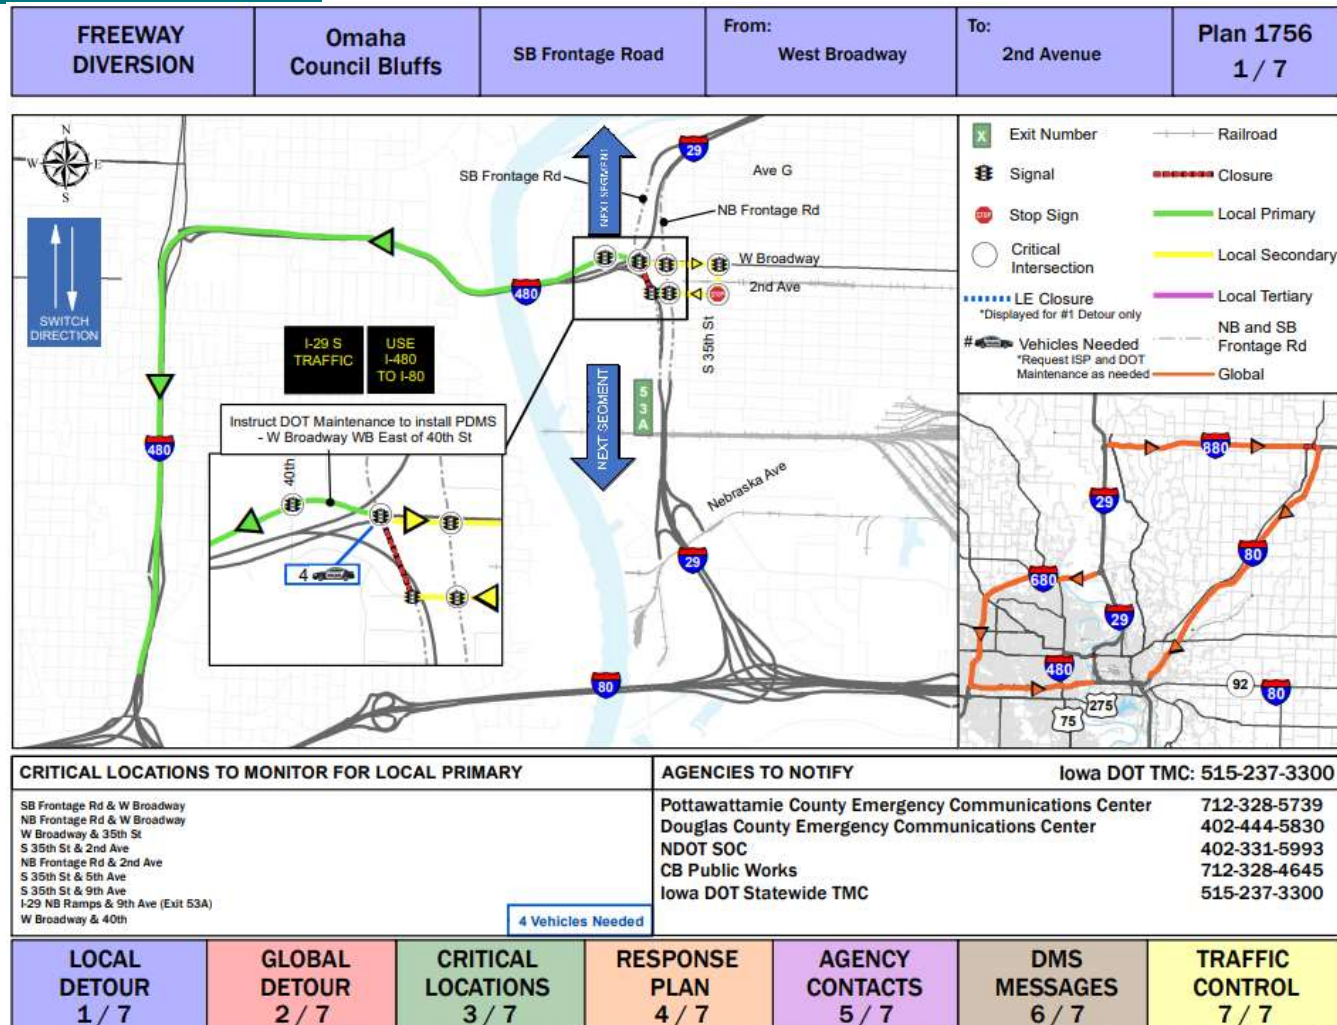 FREEWAY
DIVERSION
Omaha
Council Bluffs
SB Frontage Road
From:
West Broadway
To:
2nd Avenue
Plan 1756
1 / 7
N
W
E
S
SWITCH
DIRECTION
SB Frontage Rd
NEXT SEGMENT
29
Ave G
NB Frontage Rd
W Broadway
2nd Ave
STOP
S 35th St
480
I-29 S
TRAFFIC
USE
I-480
TO I-80
53A
NEXT SEGMENT
Instruct DOT Maintenance to install PDMS
- W Broadway WB East of 40th St
480
40th
4
Nebraska Ave
29
80
X
Exit Number
Signal
STOP
Stop Sign
Critical
Intersection
LE Closure
*Displayed for #1 Detour only
#
Vehicles Needed
*Request ISP and DOT
Maintenance as needed
Railroad
Closure
Local Primary
Local Secondary
Local Tertiary
NB and SB
Frontage Rd
Global
880
29
80
680
29
480
92
80
275
75
CRITICAL LOCATIONS TO MONITOR FOR LOCAL PRIMARY
SB Frontage Rd & W Broadway
NB Frontage Rd & W Broadway
W Broadway & 35th St
S 35th St & 2nd Ave
NB Frontage Rd & 2nd Ave
S 35th St & 5th Ave
S 35th St & 9th Ave
I-29 NB Ramps & 9th Ave (Exit 53A)
W Broadway & 40th
4 Vehicles Needed
AGENCIES TO NOTIFY
Iowa DOT TMC: 515-237-3300
Pottawattamie County Emergency Communications Center 712-328-5739
Douglas County Emergency Communications Center 402-444-5830
NDOT SOC 402-331-5993
CB Public Works 712-328-4645
Iowa DOT Statewide TMC 515-237-3300
LOCAL
DETOUR
1 / 7
GLOBAL
DETOUR
2 / 7
CRITICAL
LOCATIONS
3 / 7
RESPONSE
PLAN
4 / 7
AGENCY
CONTACTS
5 / 7
DMS
MESSAGES
6 / 7
TRAFFIC
CONTROL
7 / 7